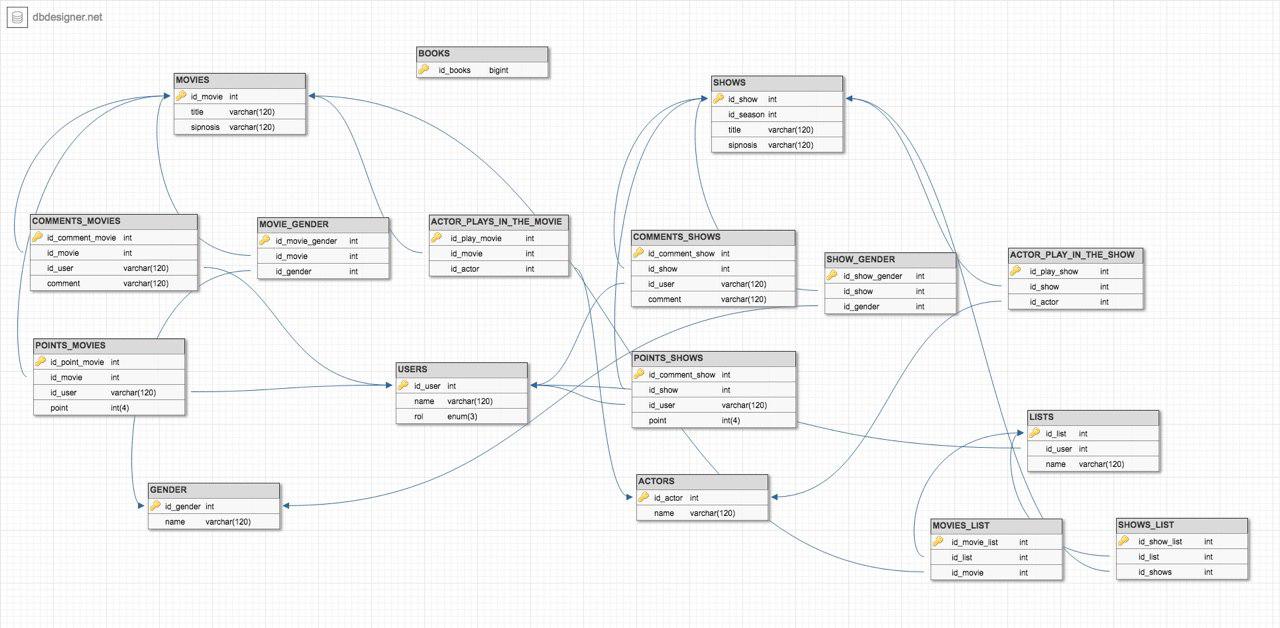 dbdesigner.net
BOOKS
id_books bigint
MOVIES
id_movie int
title varchar(120)
sipnosis varchar(120)
SHOWS
id_show int
id_season int
title varchar(120)
sipnosis varchar(120)
COMMENTS_MOVIES
id_comment_movie int
id_movie int
id_user varchar(120)
comment varchar(120)
MOVIE_GENDER
id_movie_gender int
id_movie int
id_gender int
ACTOR_PLAYS_IN_THE_MOVIE
id_play_movie int
id_movie int
id_actor int
COMMENTS_SHOWS
id_comment_show int
id_show int
id_user varchar(120)
comment varchar(120)
SHOW_GENDER
id_show_gender int
id_show int
id_gender int
ACTOR_PLAY_IN_THE_SHOW
id_play_show int
id_show int
id_actor int
POINTS_MOVIES
id_point_movie int
id_movie int
id_user varchar(120)
point int(4)
USERS
id_user int
name varchar(120)
rol enum(3)
POINTS_SHOWS
id_comment_show int
id_show int
id_user varchar(120)
point int(4)
LISTS
id_list int
id_user int
name varchar(120)
GENDER
id_gender int
name varchar(120)
ACTORS
id_actor int
name varchar(120)
MOVIES_LIST
id_movie_list int
id_list int
id_movie int
SHOWS_LIST
id_show_list int
id_list int
id_shows int